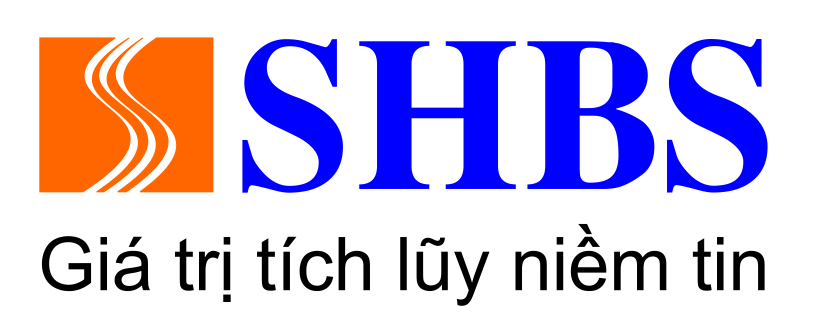 SHBS
Giá trị tích lũy niềm tin